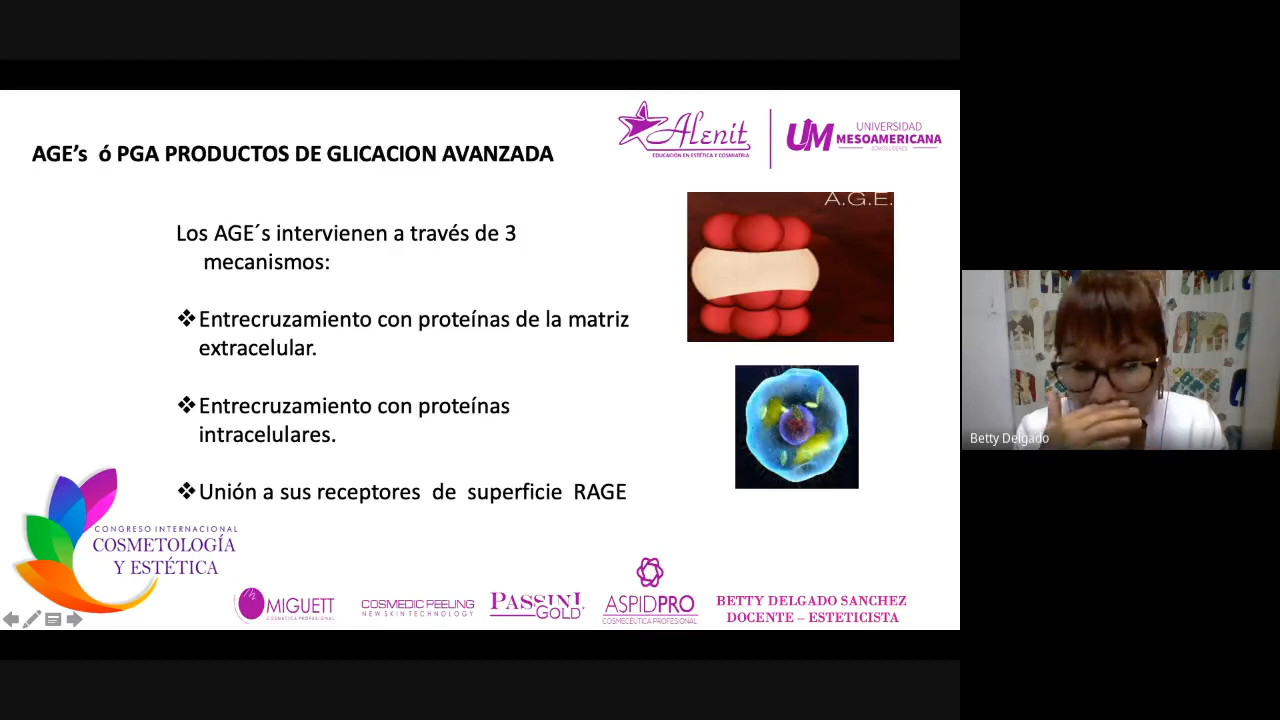 Alenit
EDUCACIÓN EN ESTÉTICA Y COSMIATRIA
UM
UNIVERSIDAD
MESOAMERICANA
SOMOS LÍDERES
AGE's ó PGA PRODUCTOS DE GLICACION AVANZADA
A.G.E.
Los AGE´s intervienen a través de 3
mecanismos:
❖Entrecruzamiento con proteínas de la matriz
extracelular.
❖Entrecruzamiento con proteínas
intracelulares.
❖Unión a sus receptores de superficie RAGE
Betty Delgado
CONGRESO INTERNACIONAL
COSMETOLOGÍA
Y ESTÉTICA
MIGUETT
COSMETICA PROFESIONAL
COSMEDIC PEELING
NEW SKIN TECHNOLOGY
PASSINI
GOLD
ASPIDPRO
COSMECÉUTICA PROFESIONAL
BETTY DELGADO SANCHEZ
DOCENTE – ESTETICISTA